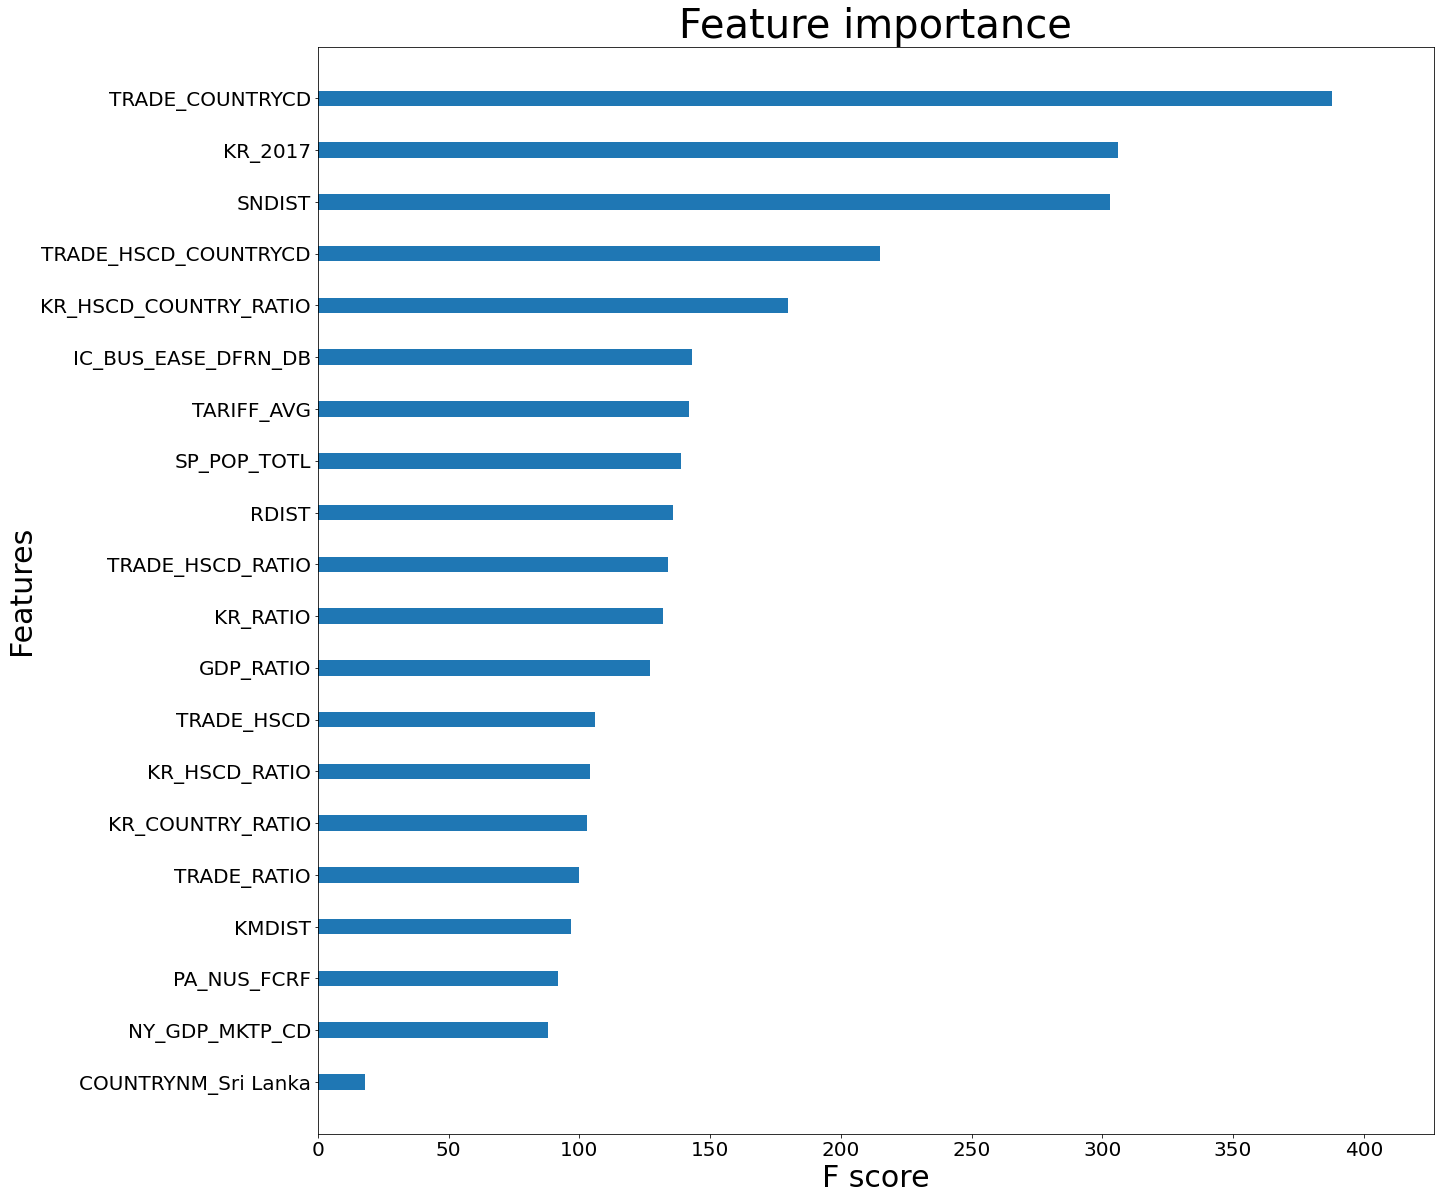 Feature importance
TRADE_COUNTRYCD
KR_2017
SNDIST
TRADE_HSCD_COUNTRYCD
KR_HSCD_COUNTRY_RATIO
IC_BUS_EASE_DFRN_DB
TARIFF_AVG
SP_POP_TOTL
RDIST
TRADE_HSCD_RATIO
KR_RATIO
GDP_RATIO
TRADE_HSCD
KR_HSCD_RATIO
KR_COUNTRY_RATIO
TRADE_RATIO
KMDIST
PA_NUS_FCRF
NY_GDP_MKTP_CD
COUNTRYNM_Sri Lanka
Features
0 50 100 150 200 250 300 350 400
F score